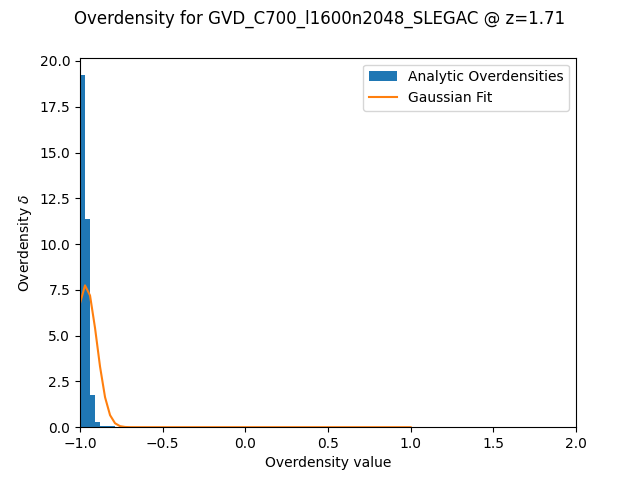 Overdensity for GVD_C700_l1600n2048_SLEGAC @ z=1.71
Analytic Overdensities
Gaussian Fit
Overdensity δ
20.0
17.5
15.0
12.5
10.0
7.5
5.0
2.5
0.0
−1.0 −0.5 0.0 0.5 1.0 1.5 2.0
Overdensity value